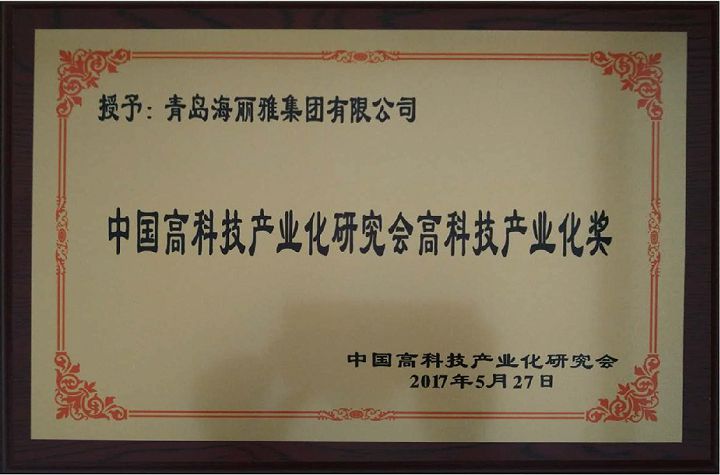 授予：青岛海丽雅集团有限公司
中国高科技产业化研究会高科技产业化奖
中国高科技产业化研究会
2017年5月27日